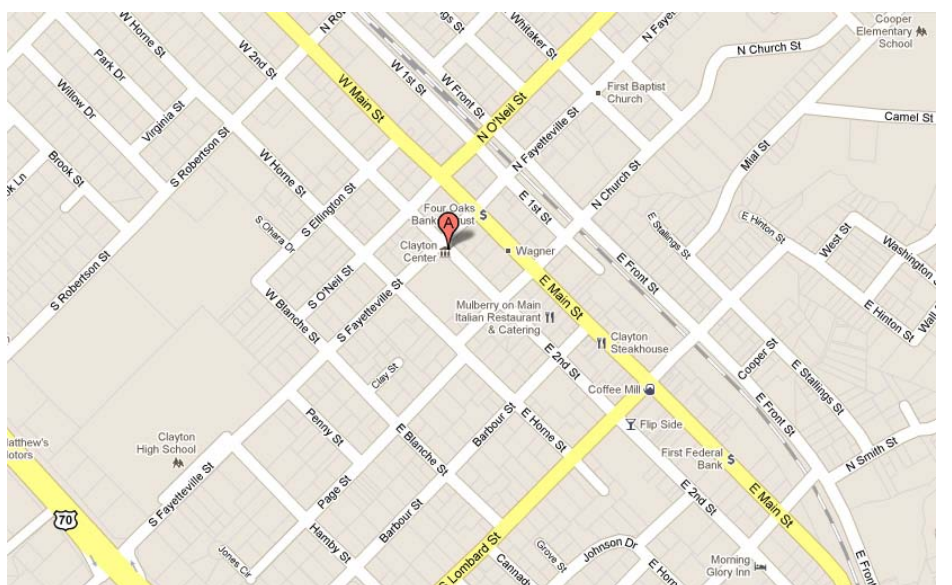 Cooper
Elementary
School
W Horne St
W 2nd St
Whitaker St
N Church St
Park Dr
Willow Dr
Virginia St
W 1st St
W Front St
W Main St
First Baptist
Church
N O'Neil St
N Fayetteville St
Camel St
Mial St
Brook St
S Robertson St
W Horne St
N Church St
S Ellington St
Four Oaks
E 1st St
A
Clayton
Center
S Ohara Dr
Wagner
E Stallings St
E Hinton St
West St
Washington St
S Robertson St
S O'Neil St
S Fayetteville St
W Blanche St
E Front St
E Main St
Mulberry on Main
Italian Restaurant
& Catering
Clayton
Steakhouse
E Hinton St
Clay St
E 2nd St
Cooper St
E Stallings St
Coffee Mill
E Front St
Penny St
E Blanche St
Barbour St
E Horne St
Flip Side
Clayton
High School
First Federal
Bank
N Smith St
70
S Fayetteville St
Page St
E 2nd St
E Main St
Barbour St
Hamby St
Jones Cir
S Lombard St
Grove St
Johnson Dr
Morning
Glory Inn